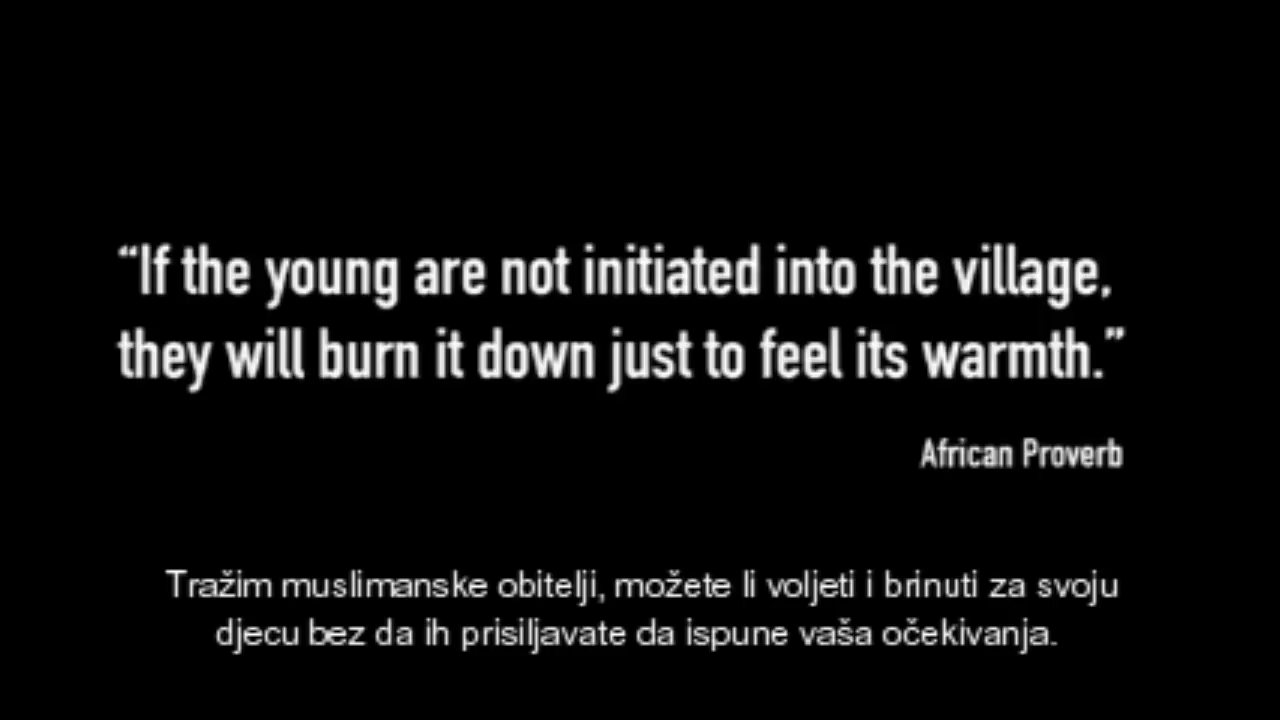 “If the young are not initiated into the village,
they will burn it down just to feel its warmth.”
African Proverb
Tražim muslimanske obitelji, možete li voljeti i brinuti za svoju
djecu bez da ih prisiljavate da ispune vaša očekivanja.